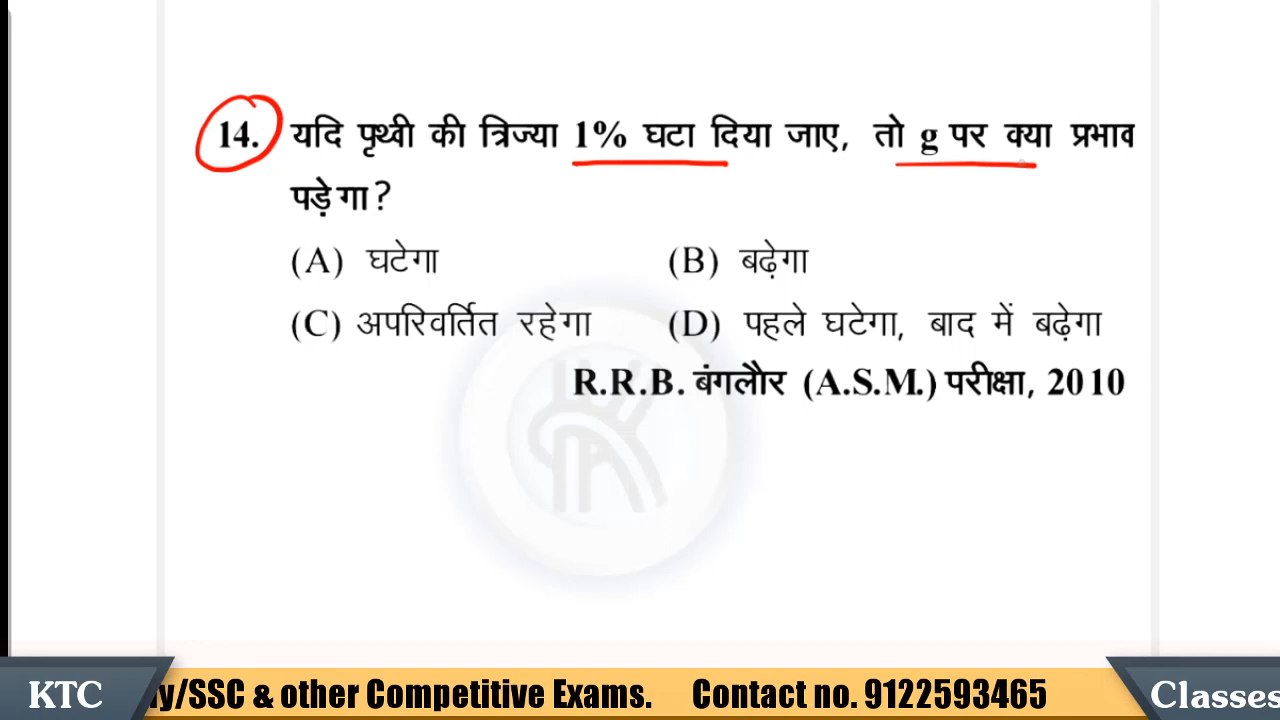 14. यदि पृथ्वी की त्रिज्या 1% घटा दिया जाए, तो g पर क्या प्रभाव
पड़ेगा?
(A) घटेगा (B) बढ़ेगा
(C) अपरिवर्तित रहेगा (D) पहले घटेगा, बाद में बढ़ेगा
R.R.B. बंगलौर (A.S.M.) परीक्षा, 2010
KTC y/SSC & other Competitive Exams. Contact no. 9122593465 Classes